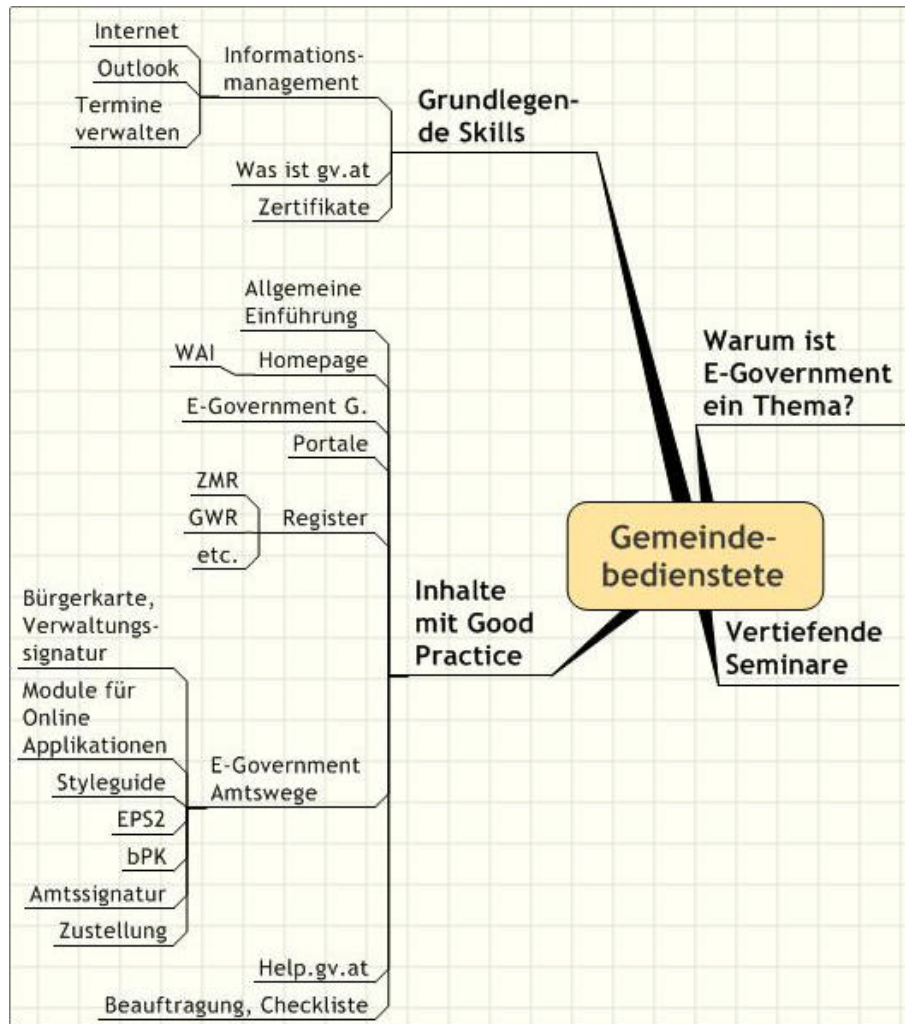 Internet
Outlook
Termine
verwalten
Informations-
management
Was ist gv.at
Zertifikate
Grundlegen-
de Skills
Allgemeine
Einführung
WAI
Homepage
E-Government G.
Portale
ZMR
GWR
etc.
Register
Bürgerkarte,
Verwaltungs-
signatur
Module für
Online
Applikationen
Styleguide
EPS2
bPK
Amtssignatur
Zustellung
E-Government
Amtswege
Help.gv.at
Beauftragung, Checkliste
Inhalte
mit Good
Practice
Warum ist
E-Government
ein Thema?
Gemeinde-
bedienstete
Vertiefende
Seminare